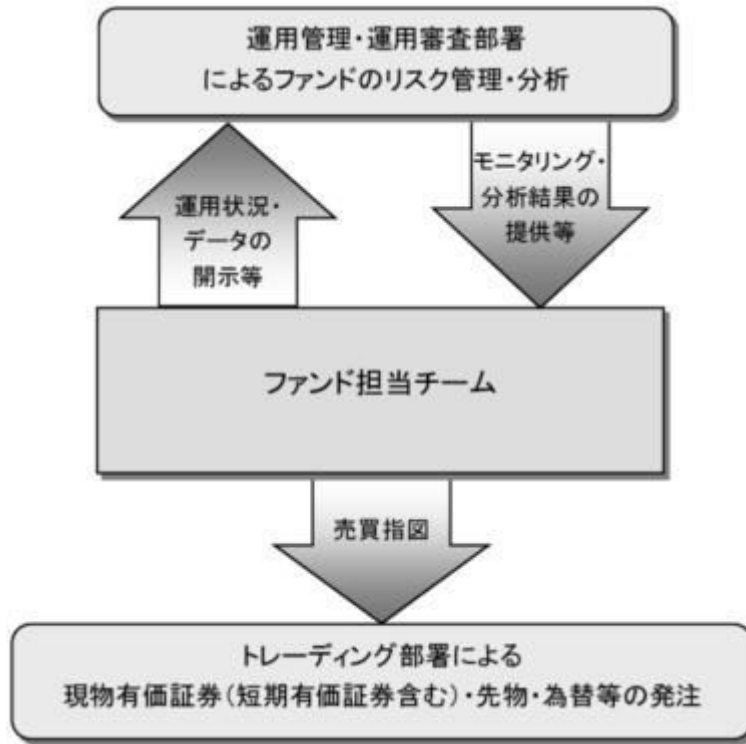 運用管理・運用審査部署
によるファンドのリスク管理・分析
運用状況・
データの
開示等
モニタリング・
分析結果の
提供等
ファンド担当チーム
売買指図
トレーディング部署による
現物有価証券(短期有価証券含む)・先物・為替等の発注